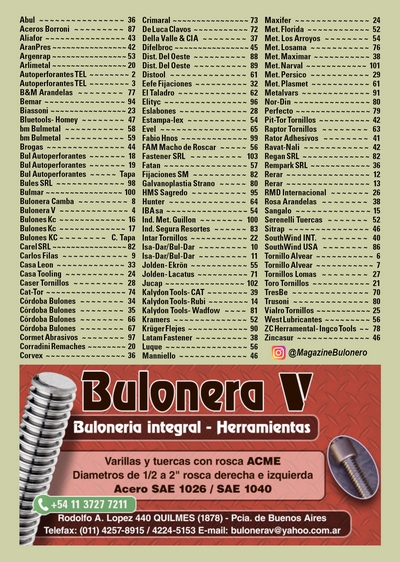 Abul 36
Aceros Borroni 87
Aliafor 43
AranPres 42
Argenrap 53
Arlimetal 20
Autoperforantes TEL 2
Autoperforantes TEL 3
B&M Arandelas 77
Bemar 94
Biassoni 23
Bluetools- Homey 47
bm Bulmetal 58
bm Bulmetal 59
Brogas 44
Bul Autoperforantes 18
Bul Autoperforantes 19
Bul Autoperforantes Tapa
Bules SRL 98
Bulmar 100
Bulonera Camba 8
Bulonera V 4
Bulones Kc 16
Bulones Kc 17
Bulones KC C. Tapa
Carel SRL 82
Carlos Filas 9
Casa Leon 33
Casa Tooling 24
Caser Tornillos 28
Cat-Tor 74
Córdoba Bulones 34
Córdoba Bulones 35
Córdoba Bulones 66
Córdoba Bulones 67
Cormet Abrasivos 97
Corradini Remaches 20
Corvex 36
Crimaral 73
De Luca Clavos 72
Della Valle & CIA 37
Difelbroc 45
Dist. Del Oeste 88
Dist. Del Oeste 89
Distool 61
Eefe Fijaciones 32
El Taladro 62
Elityc 96
Eslabones 28
Estampa-lex 54
Evel 65
Fabio Hnos 99
FAM Macho de Roscar 56
Fastener SRL 103
Fatan 57
Fijaciones SM 82
Galvanoplastia Strano 80
HMS Sagredo 95
Hunter 64
IBA sa 54
Ind. Met. Guillon 100
Ind. Segura Resortes 83
Intar Tornillos 22
Isa-Dar/Bul-Dar 10
Isa-Dar/Bul-Dar 11
Jolden- Ekrön 55
Jolden- Lacatus 71
Jucap 102
Kalydon Tools- CAT 39
Kalydon Tools- Rubi 14
Kalydon Tools- Wadfow 81
Kramers 52
Krüger Flejes 90
Latam Fastener 38
Luque 56
Manniello 46
Maxifer 24
Met. Florida 52
Met. Los Arroyos 54
Met. Losama 76
Met. Maximar 38
Met. Narval 101
Met. Persico 29
Met. Plasmet 61
Metalvars 91
Nor-Din 80
Perfecto 79
Pit-Tor Tornillos 42
Raptor Tornillos 63
Rator Adhesivos 41
Ravat-Nali 42
Regan SRL 82
Rempark SRL 36
Rerar 12
Rerar 13
RMD Internacional 26
Rosa Arandelas 38
Sangalo 15
Serenelli Tuercas 52
Sitrap 46
SouthWind INT. 40
SouthWind USA 86
Tornillo Alvear 6
Tornillo Alvear 7
Tornillos Lomas 27
Toro Tornillos 21
TresBe 70
Trusoni 80
Vialro Tornillos 25
West Lubricantes 56
ZC Herramental- Ingco Tools 78
Zincasur 46
@MagazineBulonero
Bulonera V
Buloneria integral - Herramientas
Varillas y tuercas con rosca ACME
Diametros de 1/2 a 2" rosca derecha e izquierda
Acero SAE 1026 / SAE 1040
+54 11 3727 7211
Rodolfo A. Lopez 440 QUILMES (1878) - Pcia. de Buenos Aires
Telefax: (011) 4257-8915 / 4224-5153 E-mail: bulonerav@yahoo.com.ar